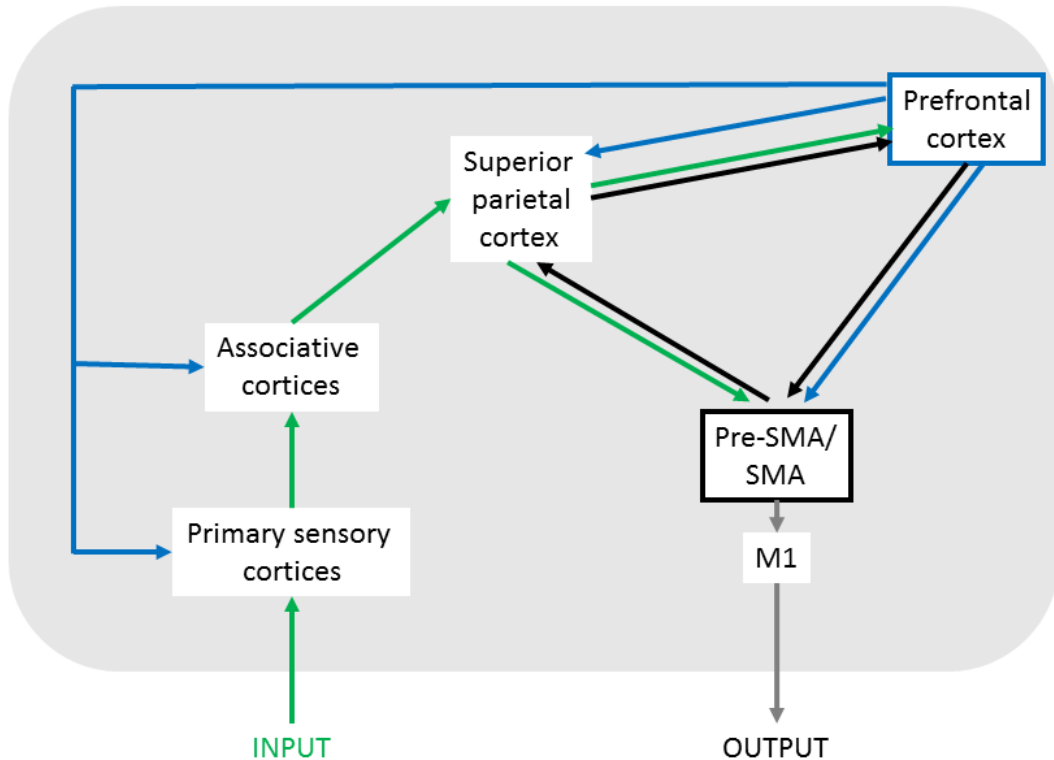 Prefrontal
cortex
Superior
parietal
cortex
Associative
cortices
Pre-SMA/
SMA
Primary sensory
cortices
M1
INPUT
OUTPUT